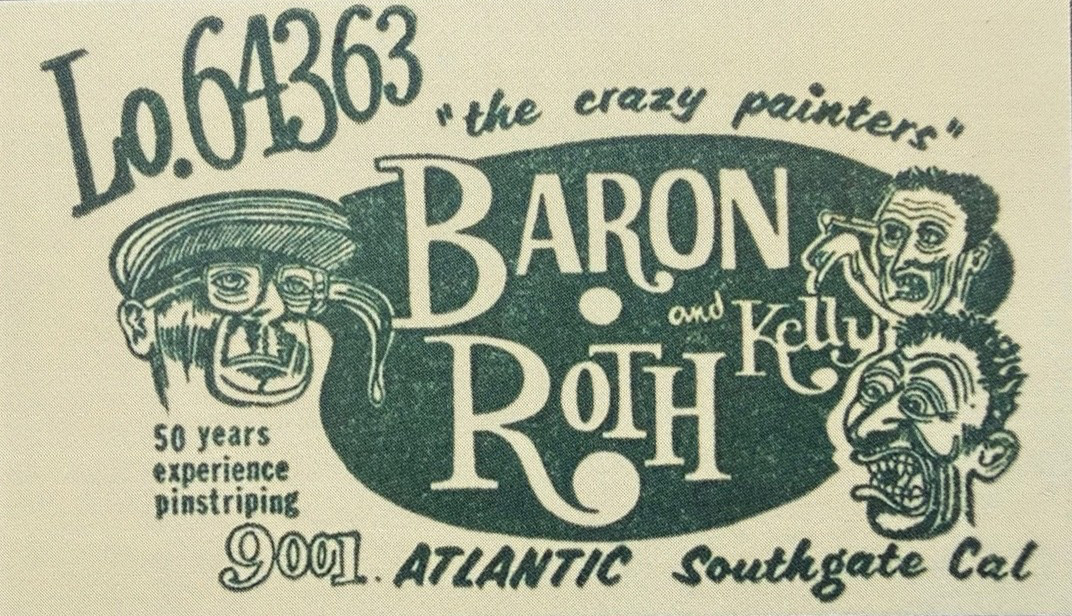 Lo. 64363
"the crazy painters"
BARON
and Kelly
ROTH
50 years
experience
pinstriping
9001. ATLANTIC Southgate Cal